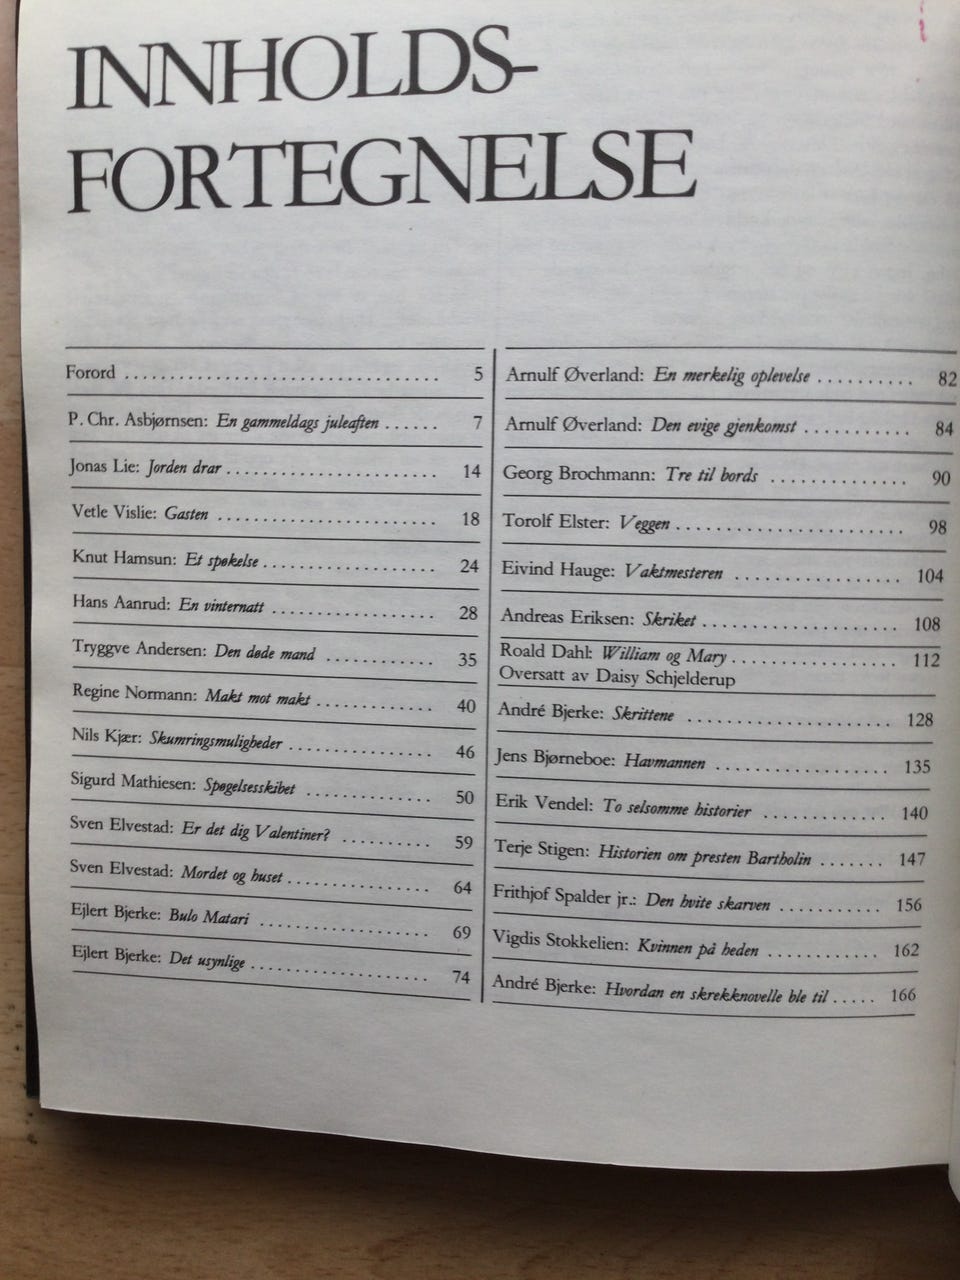 INNHOLDS-
FORTEGNELSE
Forord ................................ 5
P. Chr. Asbjørnsen: En gammeldags juleaften ...... 7
Jonas Lie: Jorden drar ....................... 14
Vetle Vislie: Gasten ........................ 18
Knut Hamsun: Et spøkelse ................... 24
Hans Aanrud: En vinternatt .................. 28
Tryggve Andersen: Den døde mand ............ 35
Regine Normann: Makt mot makt ............. 40
Nils Kjær: Skumringsmuligheder ................ 46
Sigurd Mathiesen: Spøgelsesskibet .............. 50
Sven Elvestad: Er det dig Valentiner? .......... 59
Sven Elvestad: Mordet og huset ................ 64
Ejlert Bjerke: Bulo Matari .................... 69
Ejlert Bjerke: Det usynlige .................... 74
Arnulf Øverland: En merkelig oplevelse .......... 82
Arnulf Øverland: Den evige gjenkomst ........... 84
Georg Brochmann: Tre til bords .............. 90
Torolf Elster: Veggen ......................... 98
Eivind Hauge: Vaktmesteren ................. 104
Andreas Eriksen: Skriket ..................... 108
Roald Dahl: William og Mary ................. 112
Oversatt av Daisy Schjelderup
André Bjerke: Skrittene ...................... 128
Jens Bjørneboe: Havmannen .................. 135
Erik Vendel: To selsomme historier ............. 140
Terje Stigen: Historien om presten Bartholin ....... 147
Frithjof Spalder jr.: Den hvite skarven ........... 156
Vigdis Stokkelien: Kvinnen på heden ............ 162
André Bjerke: Hvordan en skrekknovelle ble til ..... 166